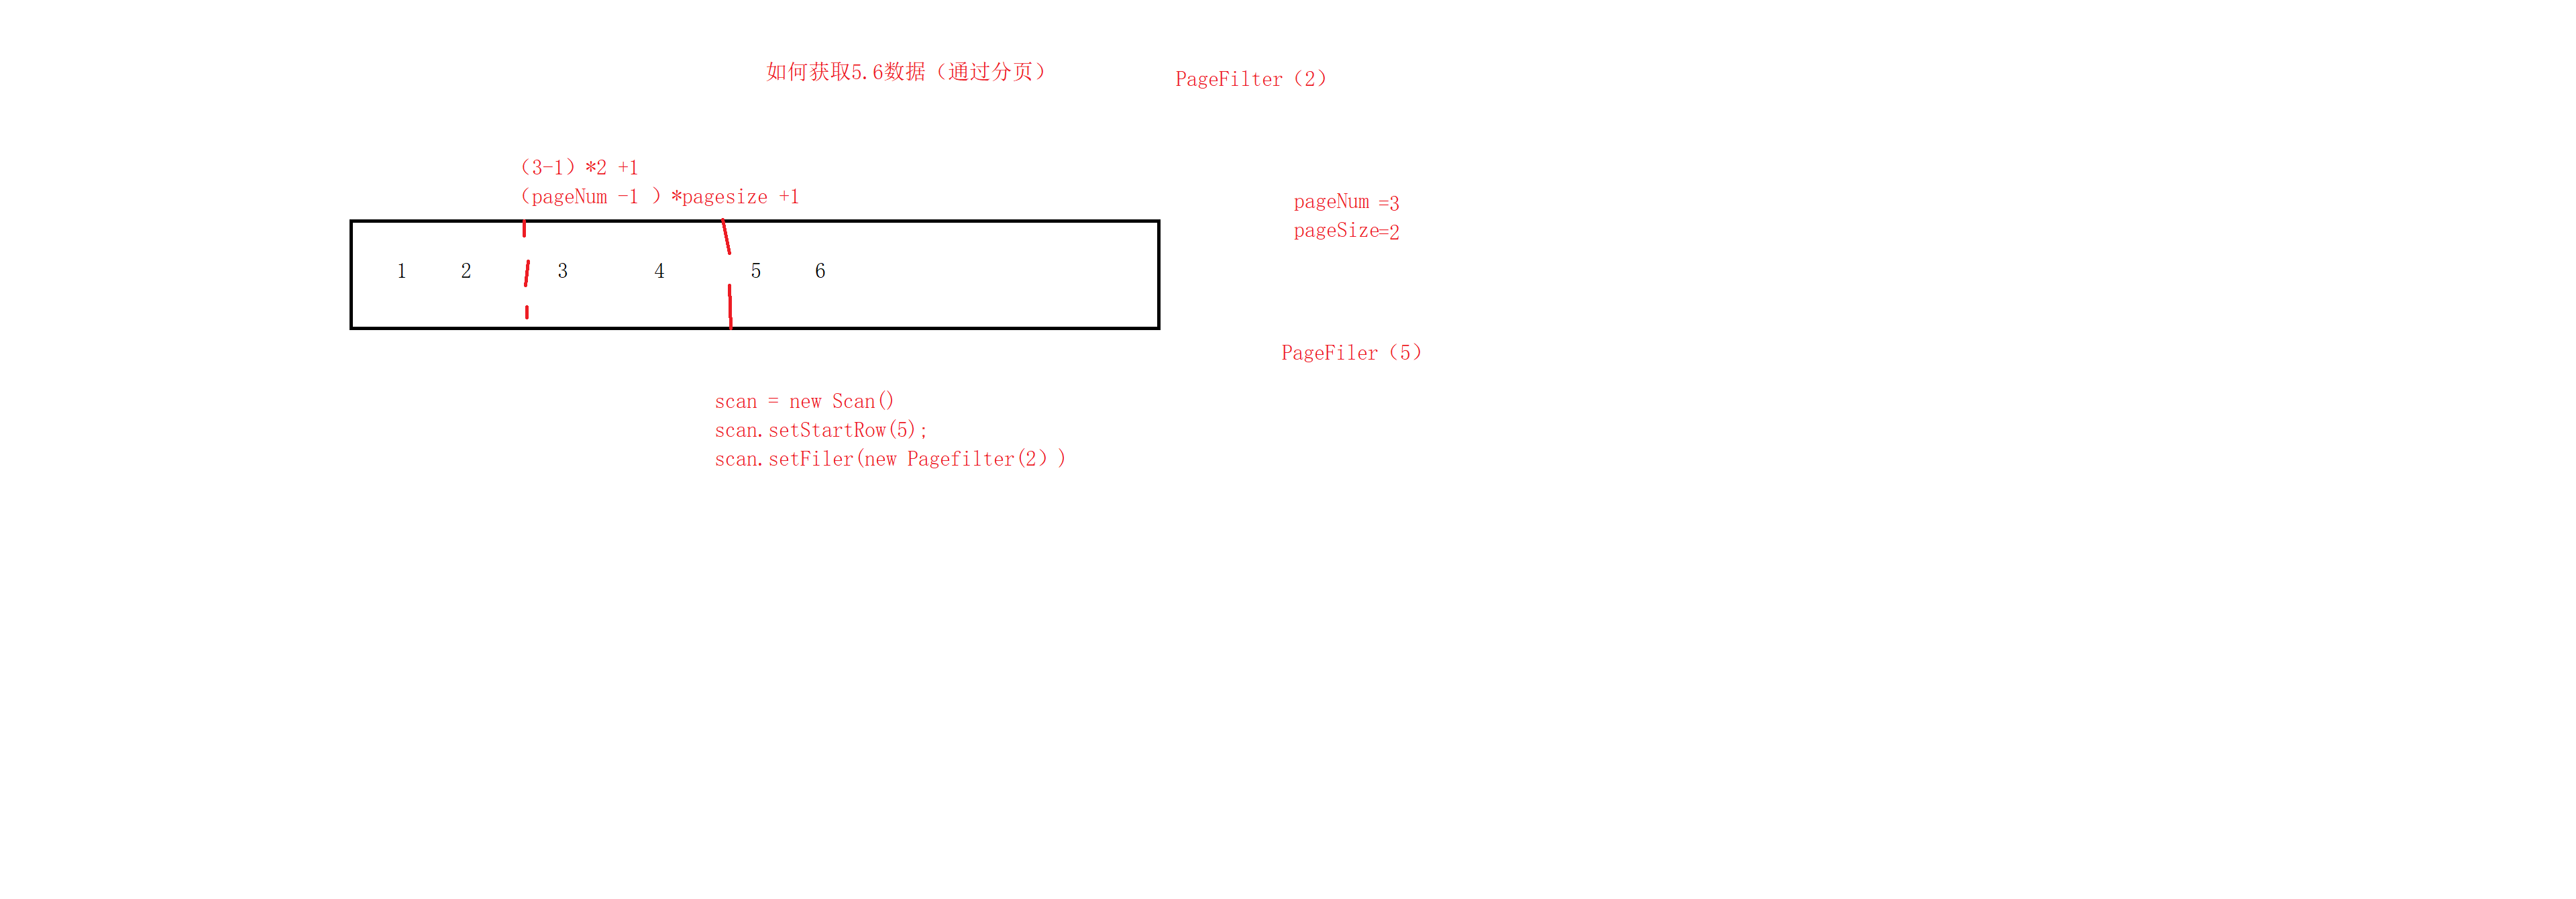 如何获取5.6数据（通过分页）
PageFilter（2）
（3-1）*2 +1
（pageNum -1 ）*pagesize +1
pageNum =3
pageSize=2
1 2 3 4 5 6
PageFiler（5）
scan = new Scan()
scan.setStartRow(5);
scan.setFiler(new Pagefilter(2）)